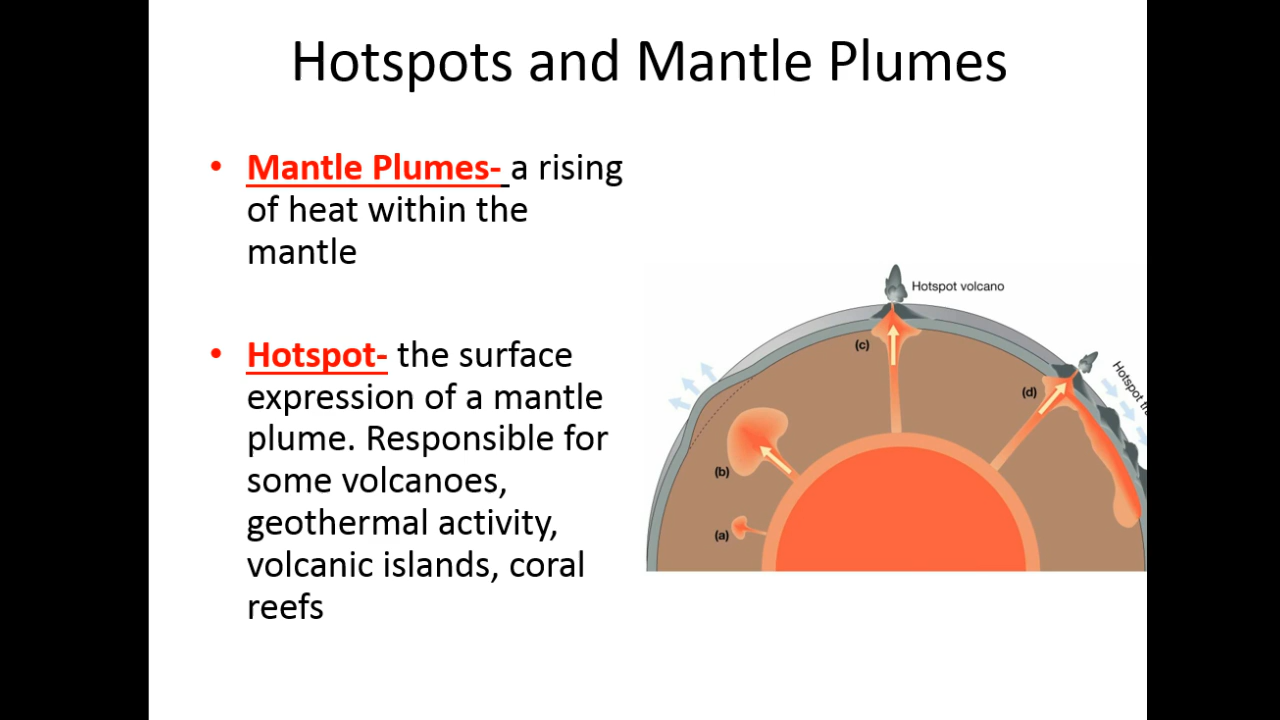 Hotspots and Mantle Plumes
• Mantle Plumes- a rising
of heat within the
mantle
• Hotspot- the surface
expression of a mantle
plume. Responsible for
some volcanoes,
geothermal activity,
volcanic islands, coral
reefs
Hotspot volcano
(c)
(d)
Hotspot
(b)
(a)